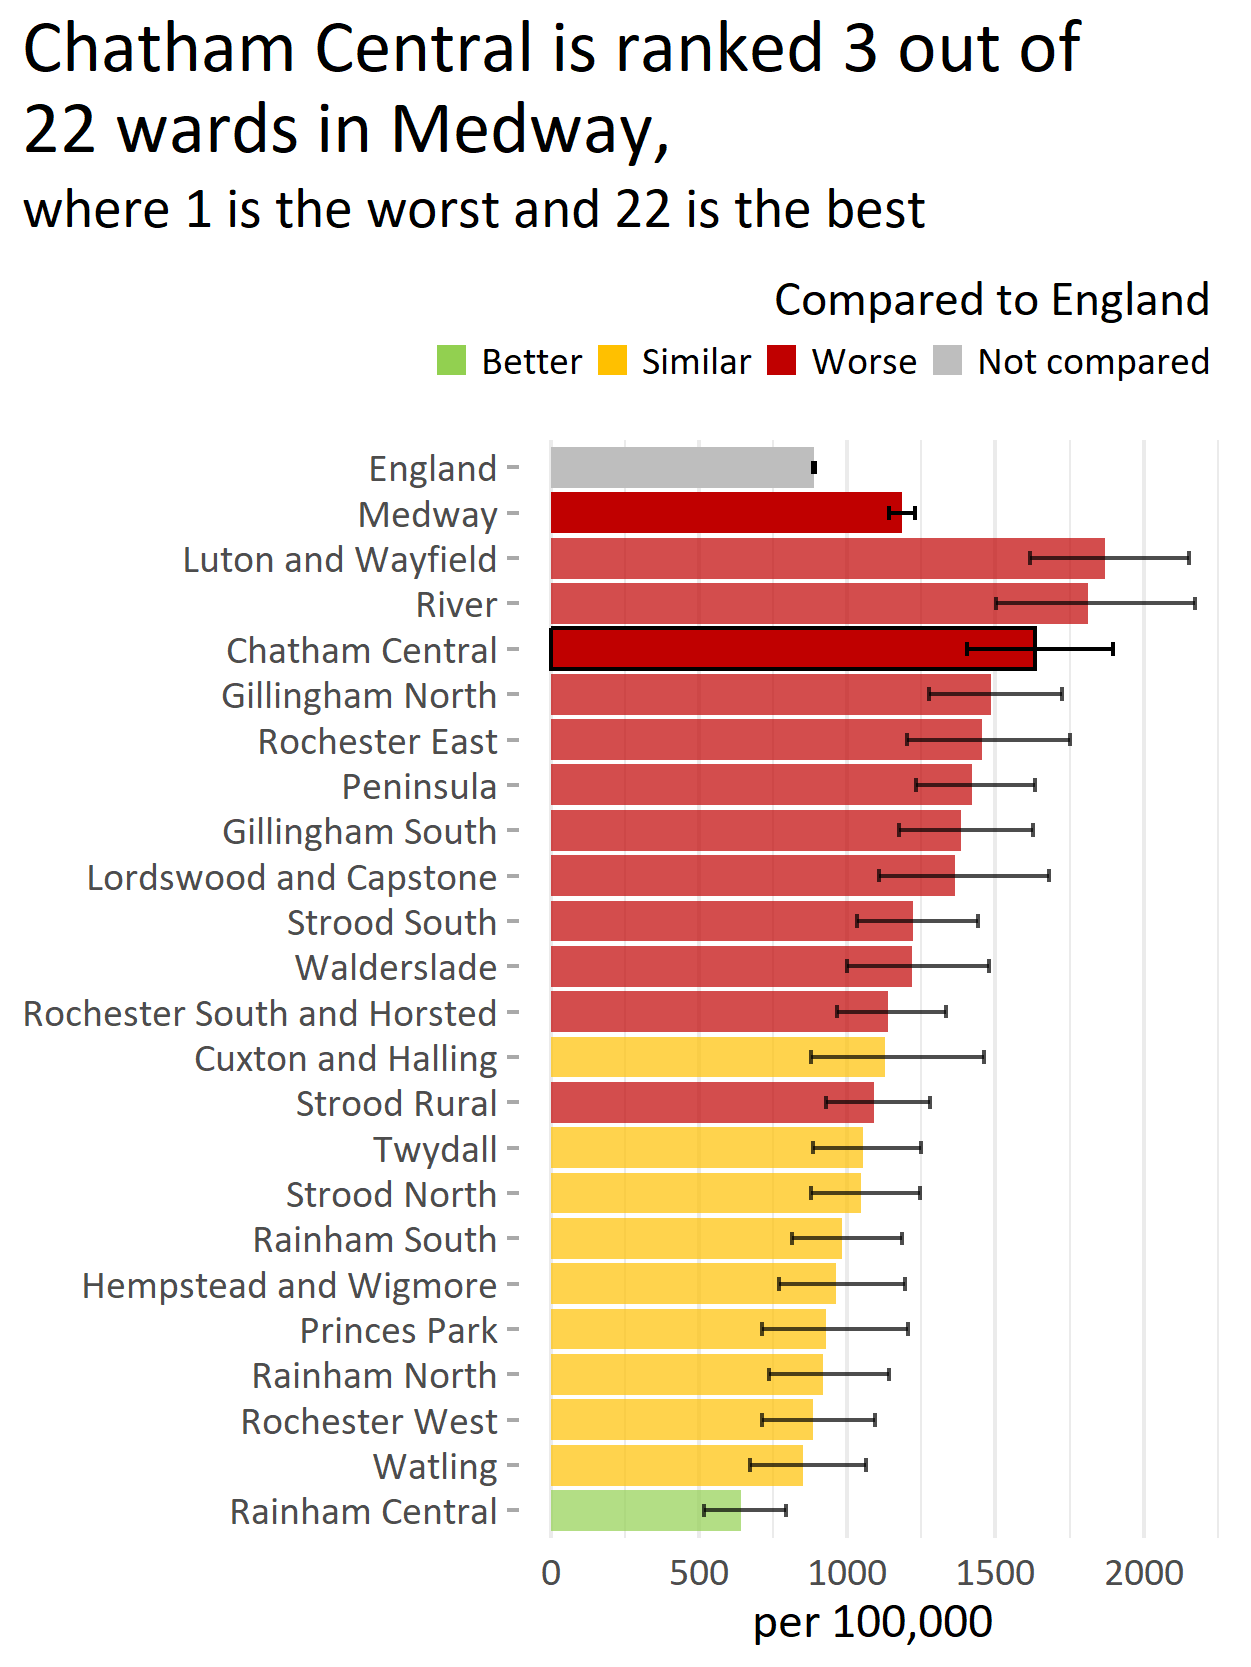 Chatham Central is ranked 3 out of
22 wards in Medway,
where 1 is the worst and 22 is the best
Compared to England
Better Similar Worse Not compared
England
Medway
Luton and Wayfield
River
Chatham Central
Gillingham North
Rochester East
Peninsula
Gillingham South
Lordswood and Capstone
Strood South
Walderslade
Rochester South and Horsted
Cuxton and Halling
Strood Rural
Twydall
Strood North
Rainham South
Hempstead and Wigmore
Princes Park
Rainham North
Rochester West
Watling
Rainham Central
0 500 1000 1500 2000
per 100,000